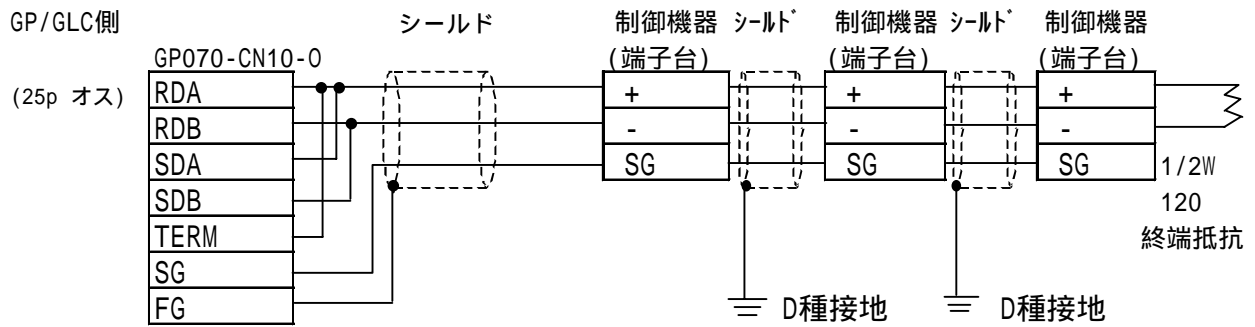 GP/GLC側
シールド
制御機器 シールド 制御機器 シールド 制御機器
GP070-CN10-O
(端子台)
(端子台)
(端子台)
(25p オス)
RDA
RDB
SDA
SDB
TERM
SG
FG
+
-
SG
+
-
SG
+
-
SG
1/2W
120
終端抵抗
D種接地
D種接地